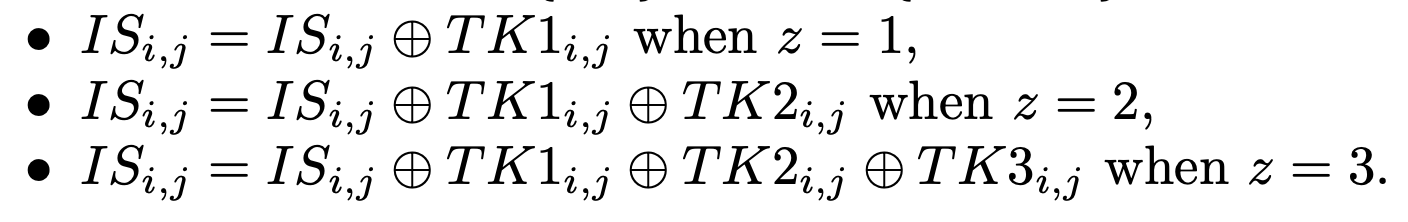 • IS_{i,j} = IS_{i,j} ⊕ TK1_{i,j} when z = 1,
• IS_{i,j} = IS_{i,j} ⊕ TK1_{i,j} ⊕ TK2_{i,j} when z = 2,
• IS_{i,j} = IS_{i,j} ⊕ TK1_{i,j} ⊕ TK2_{i,j} ⊕ TK3_{i,j} when z = 3.